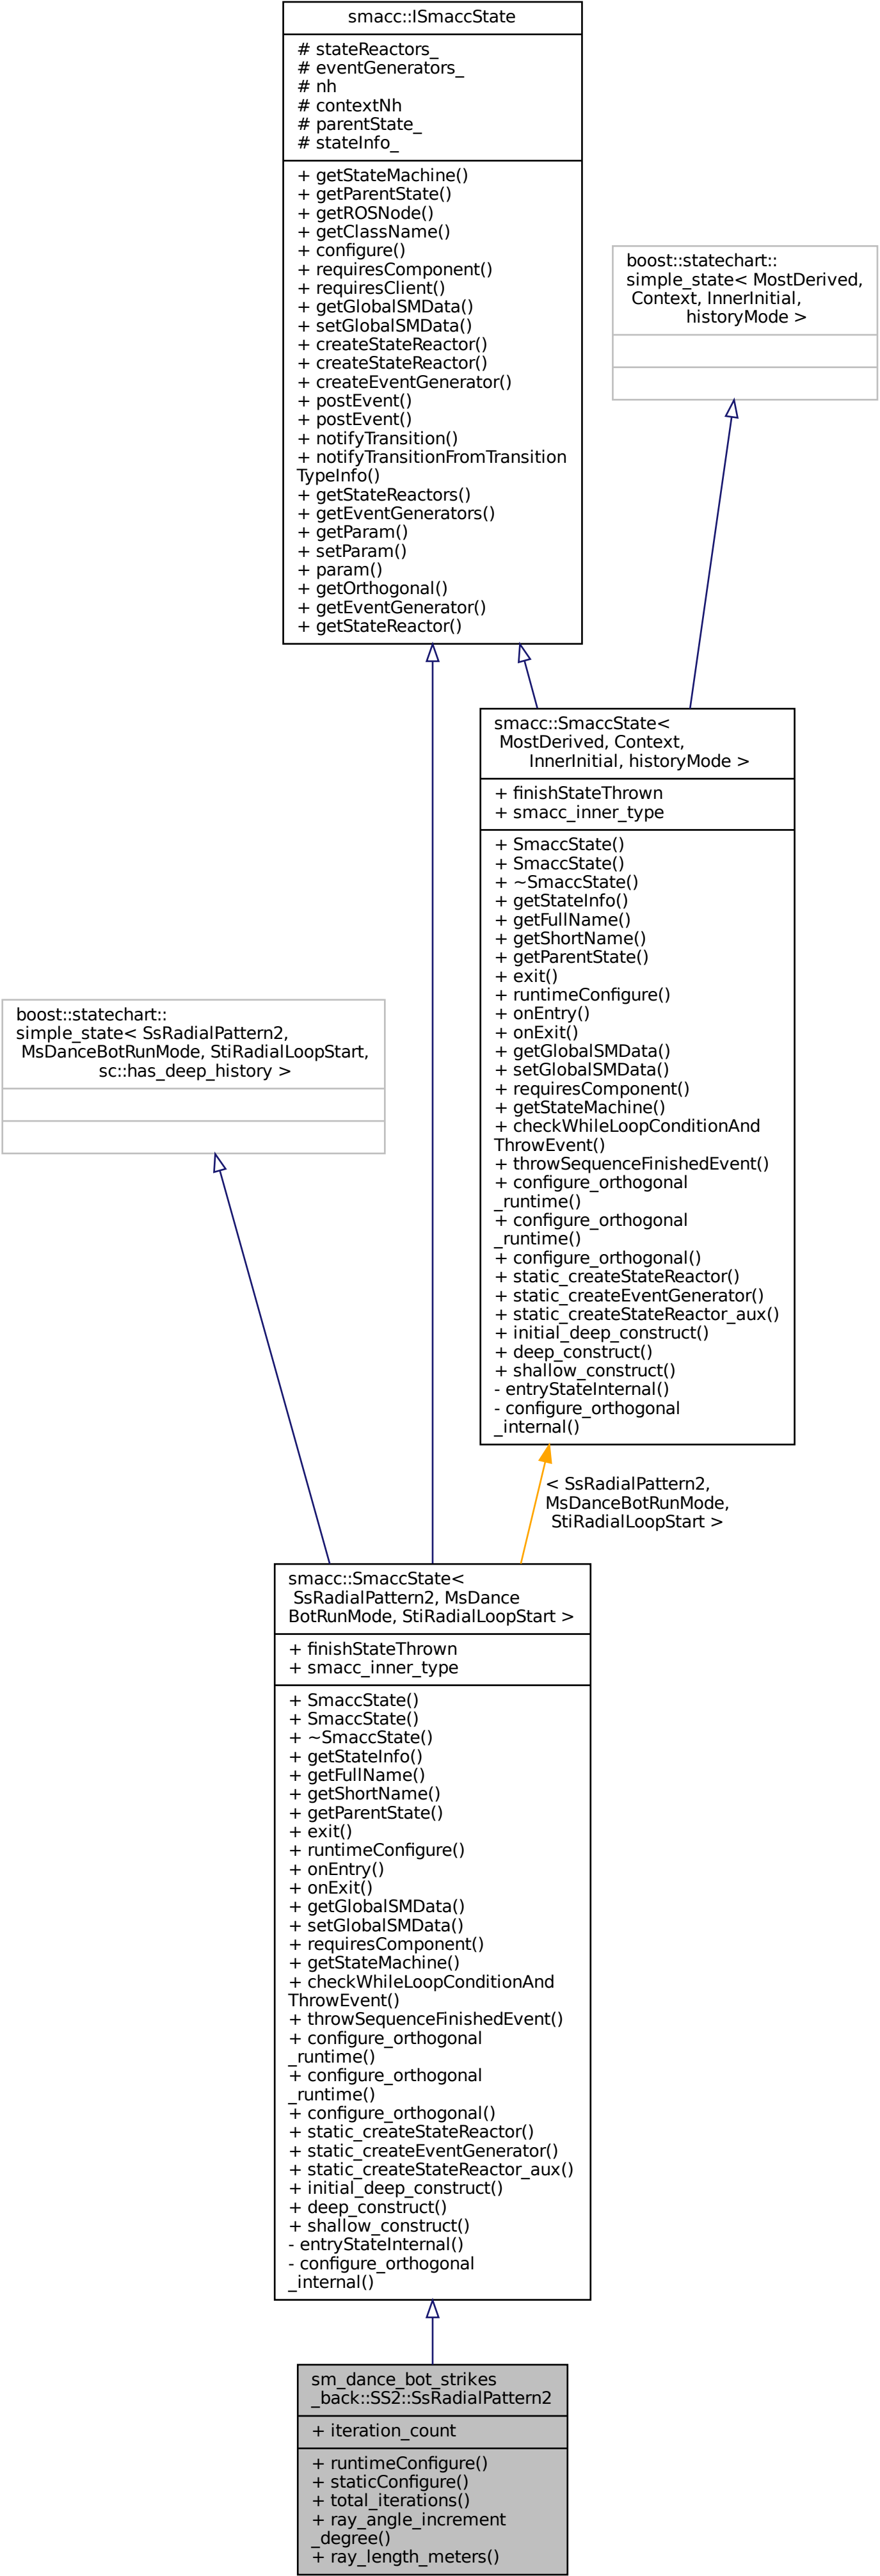 smacc::ISmaccState
# stateReactors_
# eventGenerators_
# nh
# contextNh
# parentState_
# stateInfo_
+ getStateMachine()
+ getParentState()
+ getROSNode()
+ getClassName()
+ configure()
+ requiresComponent()
+ requiresClient()
+ getGlobalSMData()
+ setGlobalSMData()
+ createStateReactor()
+ createStateReactor()
+ createEventGenerator()
+ postEvent()
+ postEvent()
+ notifyTransition()
+ notifyTransitionFromTransition
TypeInfo()
+ getStateReactors()
+ getEventGenerators()
+ getParam()
+ setParam()
+ param()
+ getOrthogonal()
+ getEventGenerator()
+ getStateReactor()
boost::statechart::
simple_state< MostDerived,
Context, InnerInitial,
historyMode >
smacc::SmaccState<
MostDerived, Context,
InnerInitial, historyMode >
+ finishStateThrown
+ smacc_inner_type
+ SmaccState()
+ SmaccState()
+ ~SmaccState()
+ getStateInfo()
+ getFullName()
+ getShortName()
+ getParentState()
+ exit()
+ runtimeConfigure()
+ onEntry()
+ onExit()
+ getGlobalSMData()
+ setGlobalSMData()
+ requiresComponent()
+ getStateMachine()
+ checkWhileLoopConditionAnd
ThrowEvent()
+ throwSequenceFinishedEvent()
+ configure_orthogonal
_runtime()
+ configure_orthogonal
_runtime()
+ configure_orthogonal()
+ static_createStateReactor()
+ static_createEventGenerator()
+ static_createStateReactor_aux()
+ initial_deep_construct()
+ deep_construct()
+ shallow_construct()
- entryStateInternal()
- configure_orthogonal
_internal()
boost::statechart::
simple_state< SsRadialPattern2,
MsDanceBotRunMode, StiRadialLoopStart,
sc::has_deep_history >
< SsRadialPattern2,
MsDanceBotRunMode,
StiRadialLoopStart >
smacc::SmaccState<
SsRadialPattern2, MsDance
BotRunMode, StiRadialLoopStart >
+ finishStateThrown
+ smacc_inner_type
+ SmaccState()
+ SmaccState()
+ ~SmaccState()
+ getStateInfo()
+ getFullName()
+ getShortName()
+ getParentState()
+ exit()
+ runtimeConfigure()
+ onEntry()
+ onExit()
+ getGlobalSMData()
+ setGlobalSMData()
+ requiresComponent()
+ getStateMachine()
+ checkWhileLoopConditionAnd
ThrowEvent()
+ throwSequenceFinishedEvent()
+ configure_orthogonal
_runtime()
+ configure_orthogonal
_runtime()
+ configure_orthogonal()
+ static_createStateReactor()
+ static_createEventGenerator()
+ static_createStateReactor_aux()
+ initial_deep_construct()
+ deep_construct()
+ shallow_construct()
- entryStateInternal()
- configure_orthogonal
_internal()
sm_dance_bot_strikes
_back::SS2::SsRadialPattern2
+ iteration_count
+ runtimeConfigure()
+ staticConfigure()
+ total_iterations()
+ ray_angle_increment
_degree()
+ ray_length_meters()